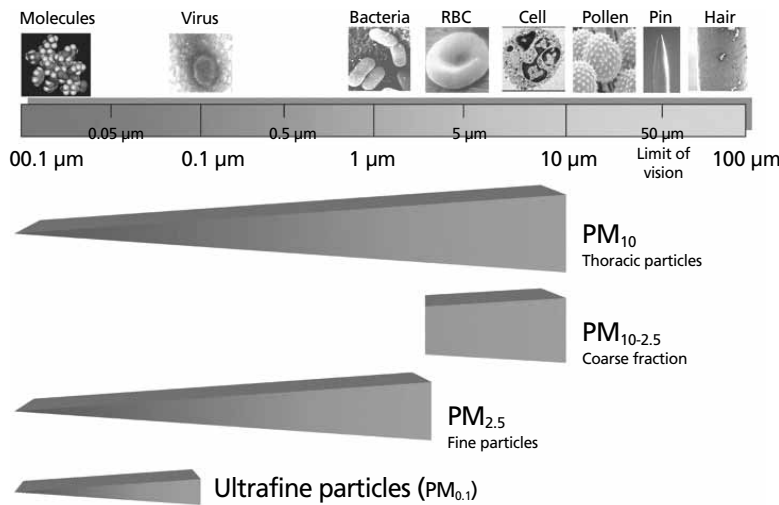 Molecules Virus Bacteria RBC Cell Pollen Pin Hair
0.05 μm 0.5 μm 5 μm 50 μm
00.1 μm 0.1 μm 1 μm 10 μm Limit of vision 100 μm
PM10
Thoracic particles
PM10-2.5
Coarse fraction
PM2.5
Fine particles
Ultrafine particles (PM0.1)